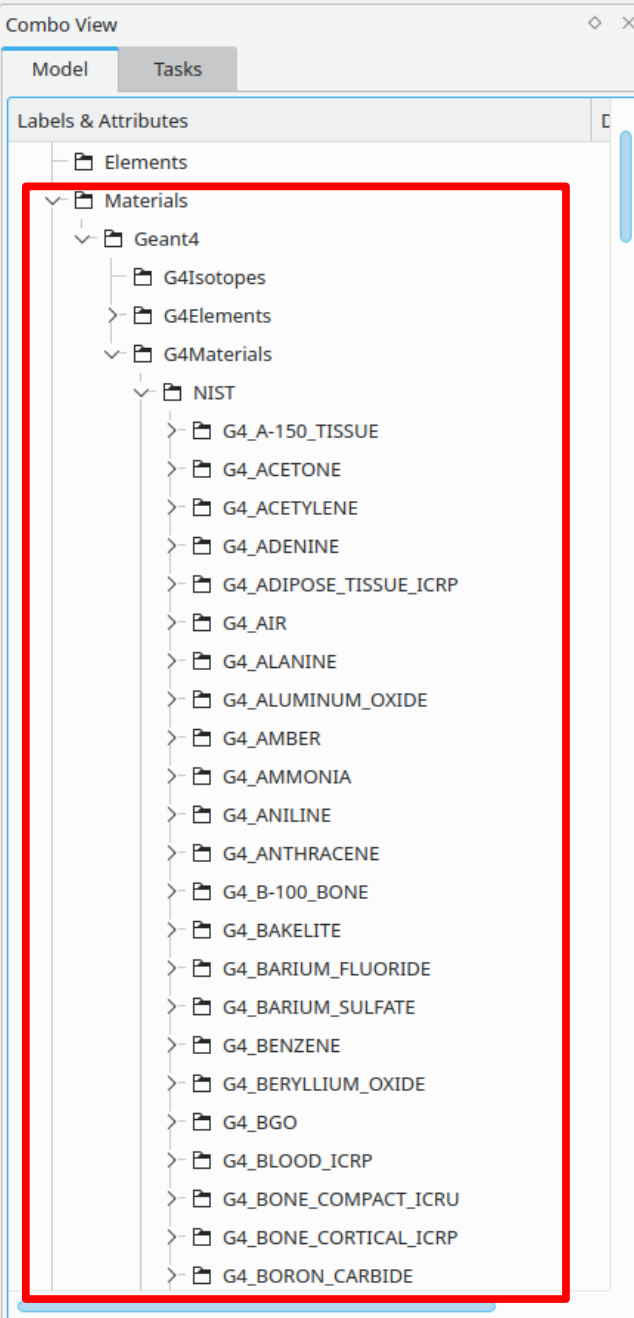 Combo View
Model Tasks
Labels & Attributes
Elements
Materials
Geant4
G4Isotopes
G4Elements
G4Materials
NIST
G4_A-150_TISSUE
G4_ACETONE
G4_ACETYLENE
G4_ADENINE
G4_ADIPOSE_TISSUE_ICRP
G4_AIR
G4_ALANINE
G4_ALUMINUM_OXIDE
G4_AMBER
G4_AMMONIA
G4_ANILINE
G4_ANTHRACENE
G4_B-100_BONE
G4_BAKELITE
G4_BARIUM_FLUORIDE
G4_BARIUM_SULFATE
G4_BENZENE
G4_BERYLLIUM_OXIDE
G4_BGO
G4_BLOOD_ICRP
G4_BONE_COMPACT_ICRU
G4_BONE_CORTICAL_ICRP
G4_BORON_CARBIDE